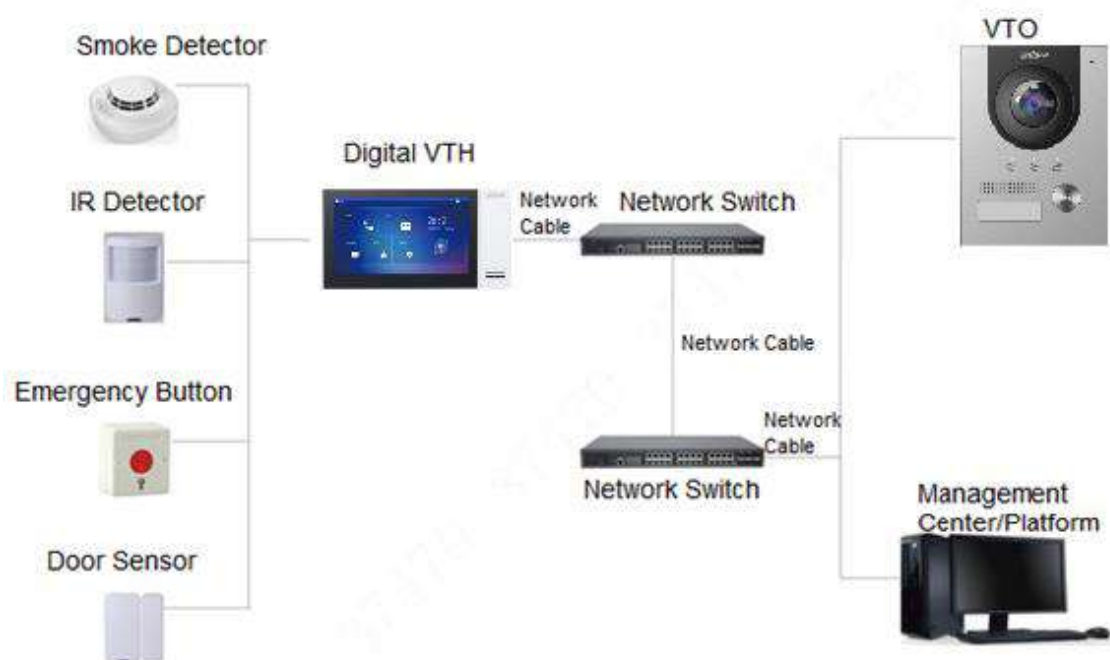 Smoke Detector
VTO
Digital VTH
IR Detector
Network
Cable
Network Switch
Network Cable
Emergency Button
Network
Cable
Network Switch
Management
Center/Platform
Door Sensor